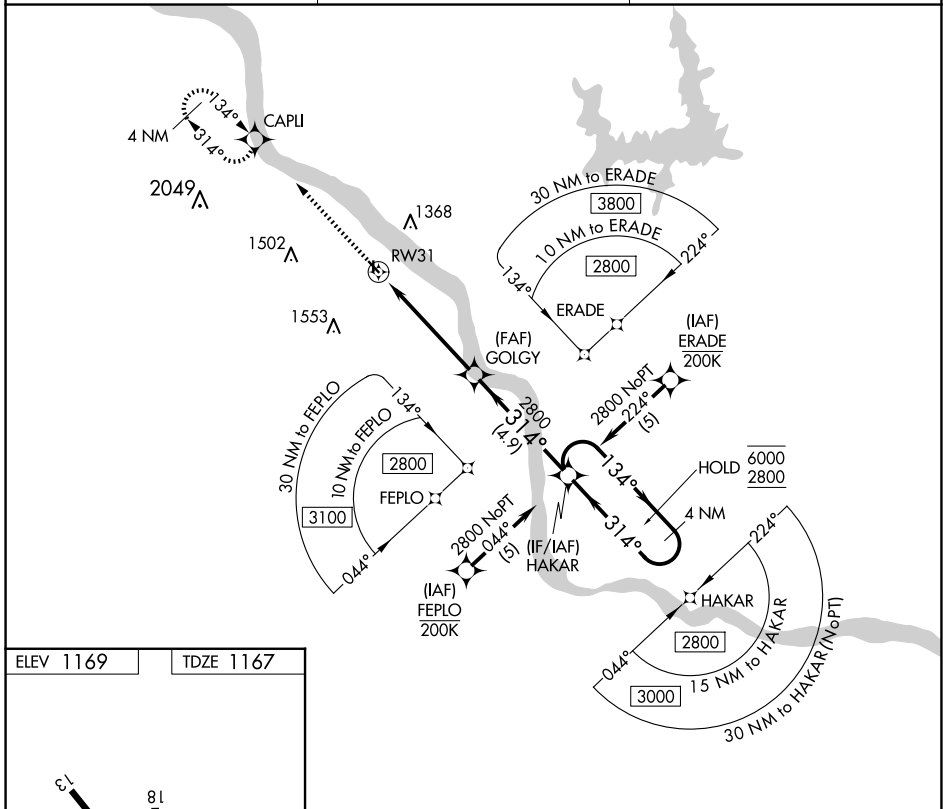 134°
314°
4 NM
CAPLI
2049
1368
1502
RW31
1553
30 NM to ERADE
3800
10 NM to ERADE
2800
224°
134°
ERADE
(IAF)
ERADE
200K
(FAF)
GOLGY
2800 NoPT
224°
(5)
2800
314°
(4.9)
30 NM to FEPLO
10 NM to FEPLO
134°
2800
FEPLO
3100
044°
134°
314°
HOLD
6000
2800
4 NM
2800 NoPT
044°
(5)
(IF/IAF)
HAKAR
(IAF)
FEPLO
200K
224°
HAKAR
2800
044°
15 NM to HAKAR
3000
30 NM to HAKAR(NoPT)
ELEV 1169
TDZE 1167
13
18